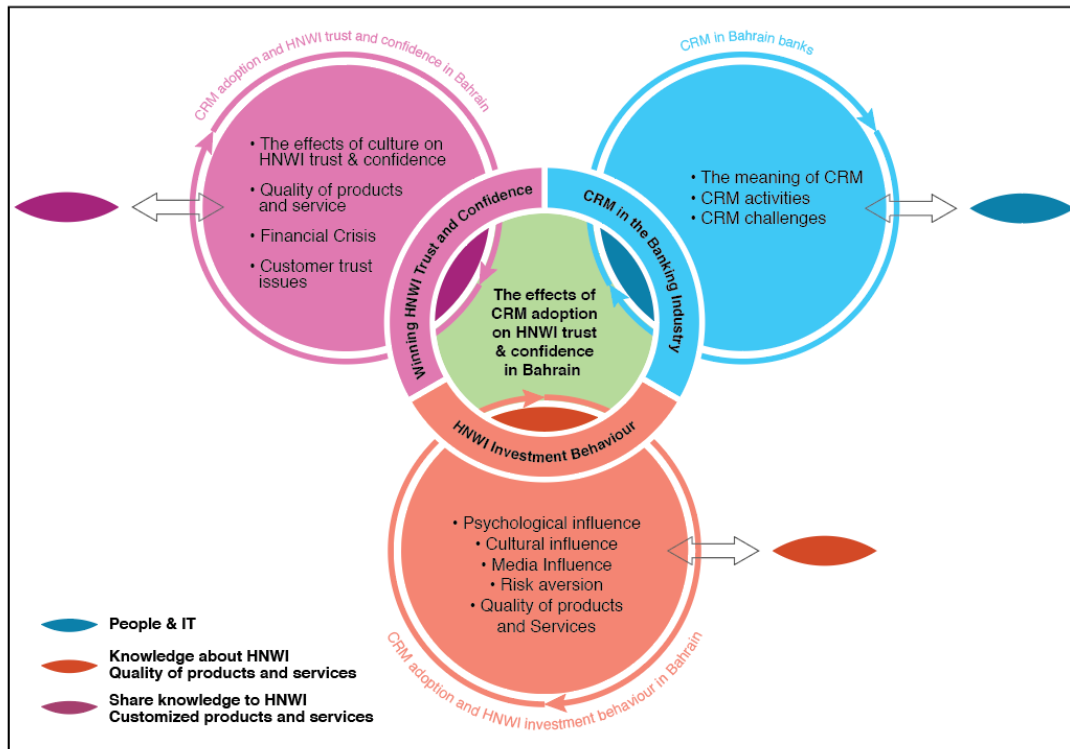 CRM adoption and HNWI trust and confidence in Bahrain
• The effects of culture on
HNWI trust & confidence
• Quality of products
and service
• Financial Crisis
• Customer trust
issues
CRM in Bahrain banks
• The meaning of CRM
• CRM activities
• CRM challenges
Winning HNWI Trust and Confidence
CRM in the Banking Industry
The effects of
CRM adoption
on HNWI trust
& confidence
in Bahrain
HNWI Investment Behaviour
• Psychological influence
• Cultural influence
• Media Influence
• Risk aversion
• Quality of products
and Services
CRM adoption and HNWI investment behaviour in Bahrain
People & IT
Knowledge about HNWI
Quality of products and services
Share knowledge to HNWI
Customized products and services